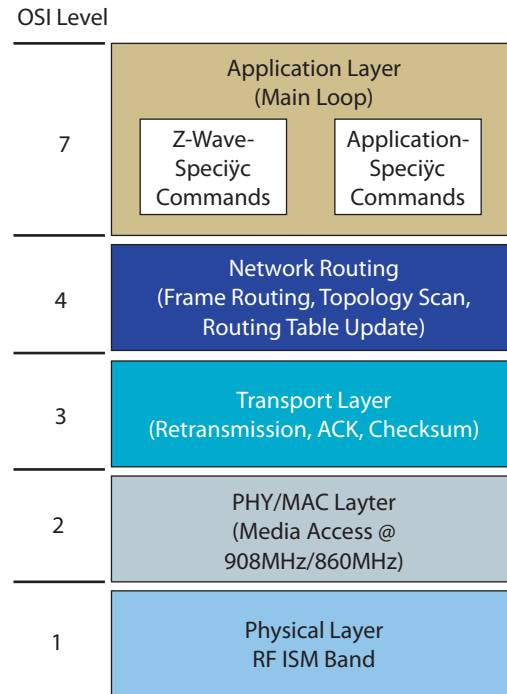 OSI Level
7
Application Layer
(Main Loop)
Z-Wave-
Speciÿc
Commands
Application-
Speciÿc
Commands
4
Network Routing
(Frame Routing, Topology Scan,
Routing Table Update)
3
Transport Layer
(Retransmission, ACK, Checksum)
2
PHY/MAC Layter
(Media Access @
908MHz/860MHz)
1
Physical Layer
RF ISM Band